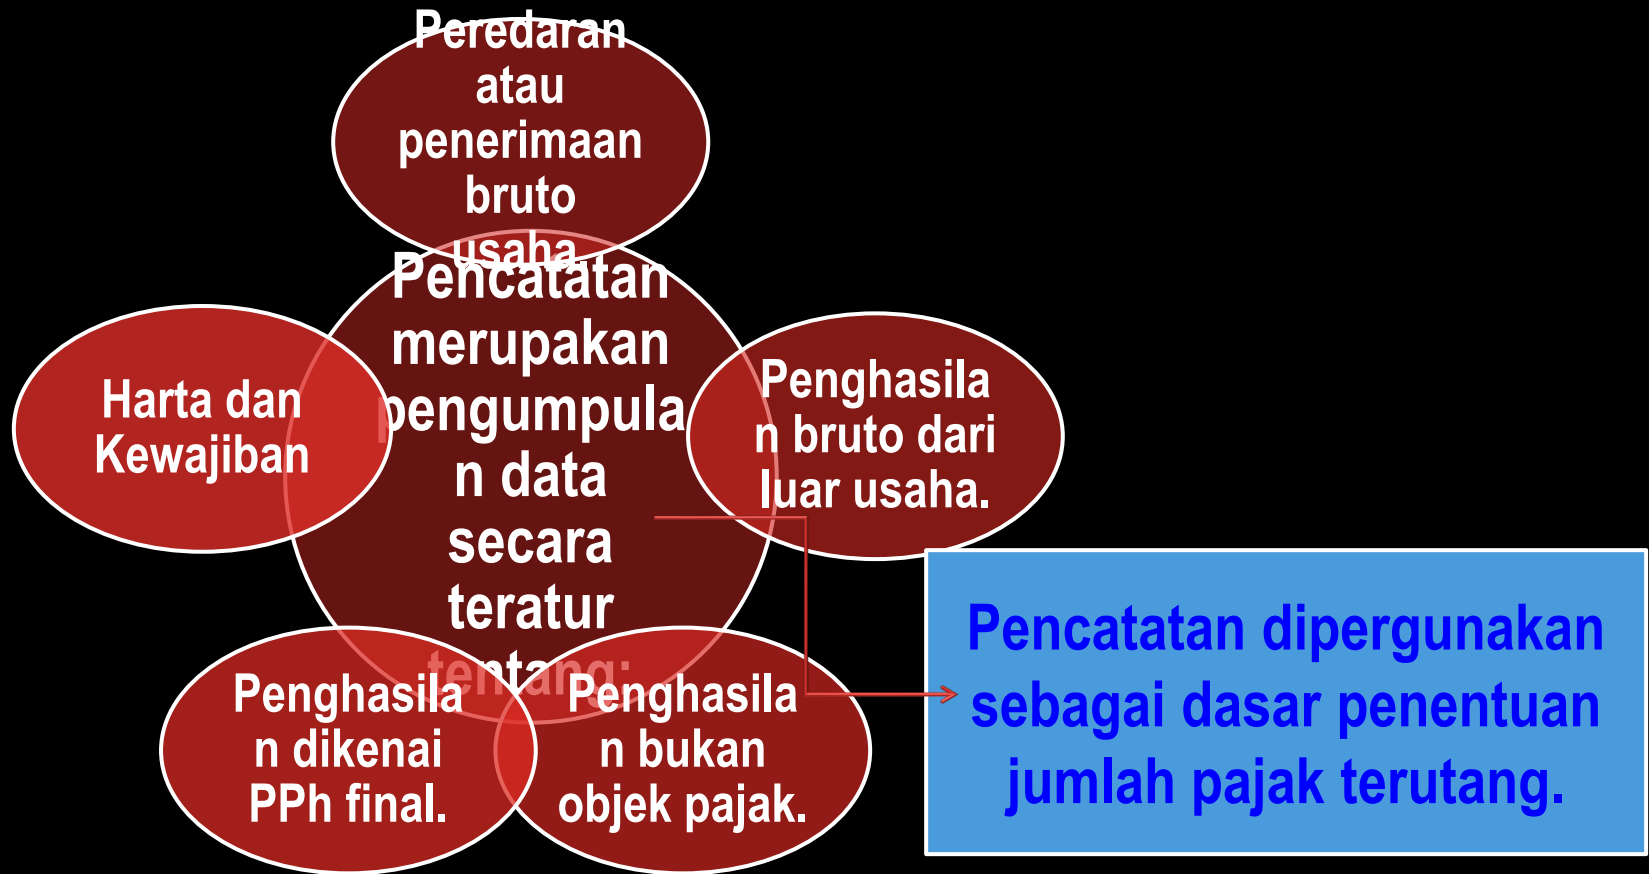 Peredaran
atau
penerimaan
bruto
usaha.
Pencatatan
merupakan
pengumpula
n data
secara
teratur
tentang:
Penghasila
n bruto dari
luar usaha.
Penghasila
n bukan
objek pajak.
Penghasila
n dikenai
PPh final.
Harta dan
Kewajiban
Pencatatan dipergunakan
sebagai dasar penentuan
jumlah pajak terutang.